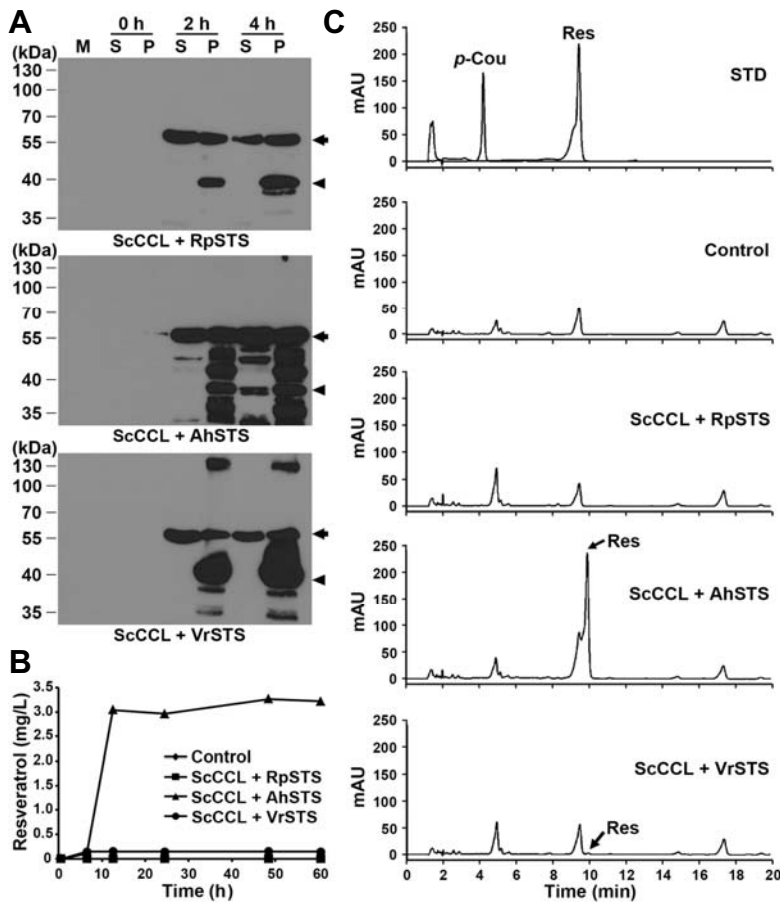 A
0 h 2 h 4 h
(kDa) M S P S P S P
130
100
70
55
40
35
ScCCL + RpSTS
(kDa)
130
100
70
55
40
35
ScCCL + AhSTS
(kDa)
130
100
70
55
40
35
ScCCL + VrSTS
B
Resveratrol (mg/L)
3.5
3.0
2.5
2.0
1.5
1.0
0.5
0
0 10 20 30 40 50 60
Time (h)
Control
ScCCL + RpSTS
ScCCL + AhSTS
ScCCL + VrSTS
C
mAU
250
200
150
100
50
0
p-Cou
Res
STD
mAU
250
200
150
100
50
0
Control
mAU
250
200
150
100
50
0
ScCCL + RpSTS
mAU
250
200
150
100
50
0
Res
ScCCL + AhSTS
mAU
250
200
150
100
50
0
Res
ScCCL + VrSTS
0 2 4 6 8 10 12 14 16 18 20
Time (min)